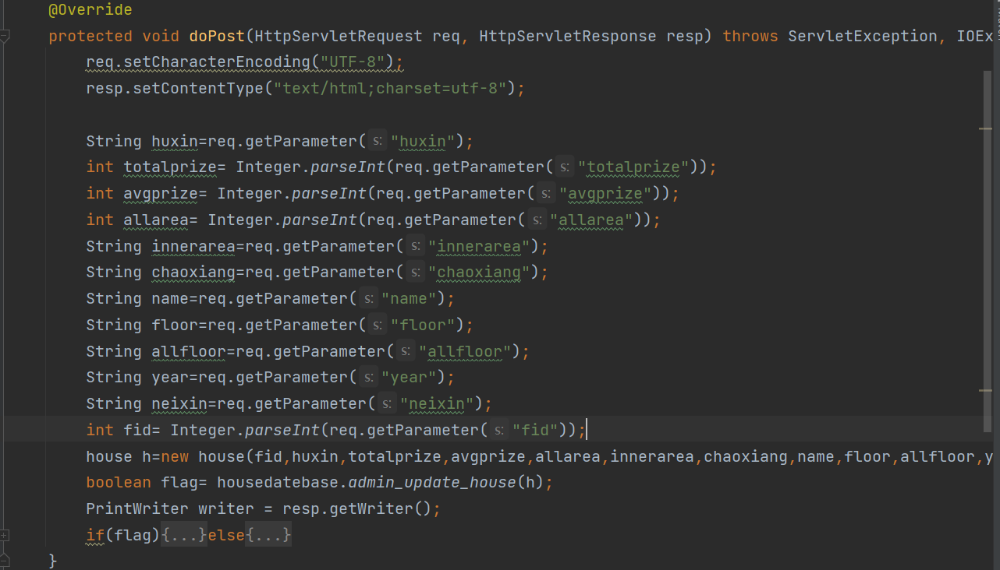 @Override
protected void doPost(HttpServletRequest req, HttpServletResponse resp) throws ServletException, IOEx
req.setCharacterEncoding("UTF-8");
resp.setContentType("text/html;charset=utf-8");
String huxin=req.getParameter( s: "huxin");
int totalprize= Integer.parseInt(req.getParameter( s: "totalprize"));
int avgprize= Integer.parseInt(req.getParameter( s: "avgprize"));
int allarea= Integer.parseInt(req.getParameter( s: "allarea"));
String innerarea=req.getParameter( s: "innerarea");
String chaoxiang=req.getParameter( s: "chaoxiang");
String name=req.getParameter( s: "name");
String floor=req.getParameter( s: "floor");
String allfloor=req.getParameter( s: "allfloor");
String year=req.getParameter( s: "year");
String neixin=req.getParameter( s: "neixin");
int fid= Integer.parseInt(req.getParameter( s: "fid"));
house h=new house(fid,huxin,totalprize,avgprize,allarea,innerarea,chaoxiang,name,floor,allfloor,y
boolean flag= housedatebase.admin_update_house(h);
PrintWriter writer = resp.getWriter();
if(flag){...}else{...}
}